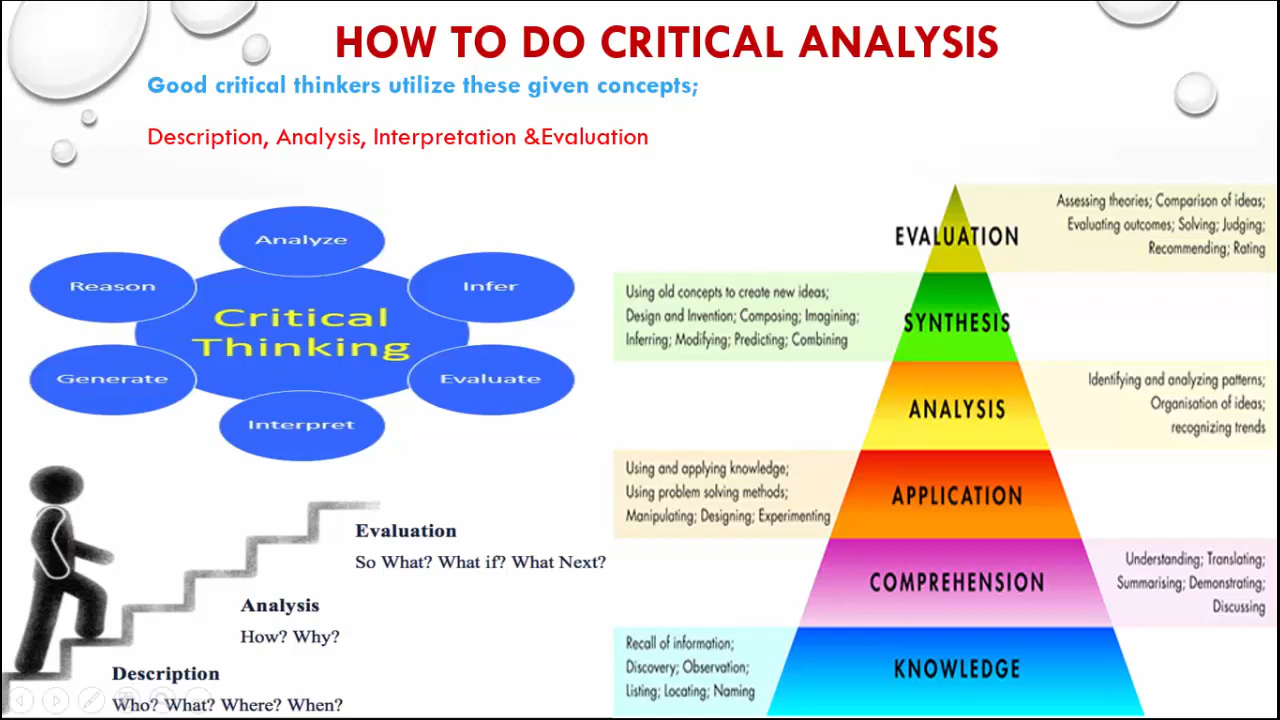 HOW TO DO CRITICAL ANALYSIS
Good critical thinkers utilize these given concepts;
Description, Analysis, Interpretation &Evaluation
Analyze
Reason
Infer
Critical
Thinking
Generate
Evaluate
Interpret
Evaluation
So What? What if? What Next?
Analysis
How? Why?
Description
Who? What? Where? When?
EVALUATION
Assessing theories; Comparison of ideas;
Evaluating outcomes; Solving; Judging;
Recommending; Rating
Using old concepts to create new ideas;
Design and Invention; Composing; Imagining;
Inferring; Modifying; Predicting; Combining
SYNTHESIS
ANALYSIS
Identifying and analyzing patterns;
Organisation of ideas;
recognizing trends
Using and applying knowledge;
Using problem solving methods;
Manipulating; Designing; Experimenting
APPLICATION
COMPREHENSION
Understanding; Translating;
Summarising; Demonstrating;
Discussing
Recall of information;
Discovery; Observation;
Listing; Locating; Naming
KNOWLEDGE